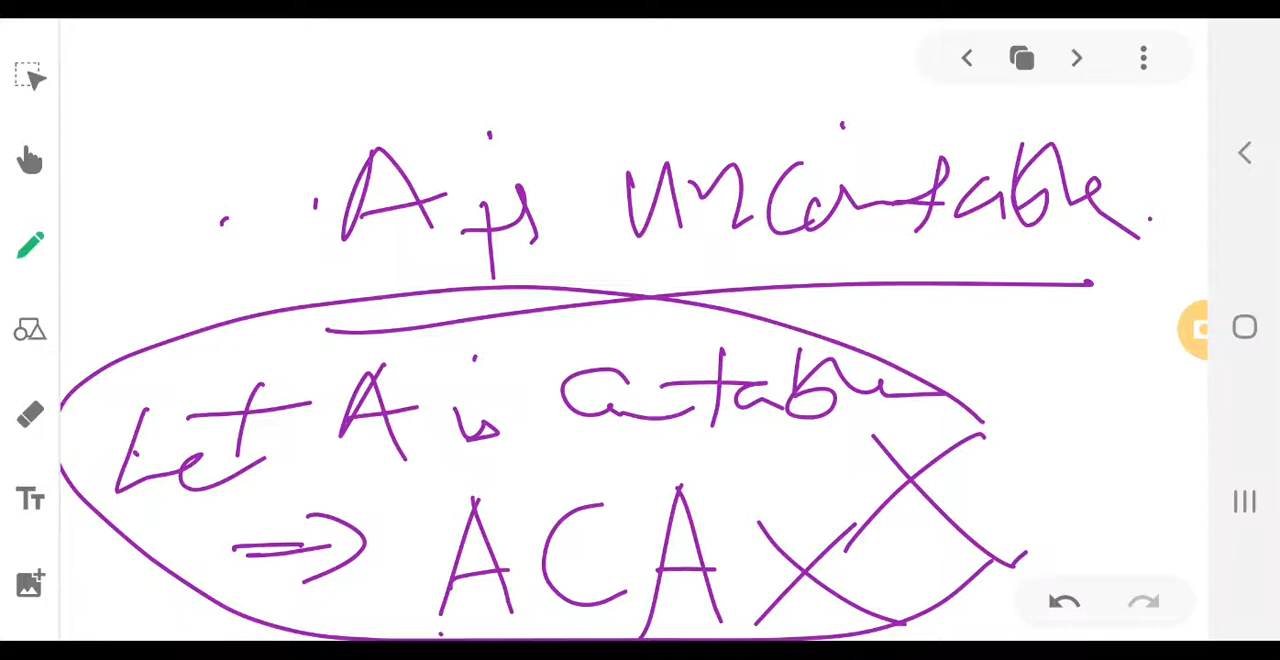 ∴ A is uncountable.
Let A is countable
⇒ A ⊂ A